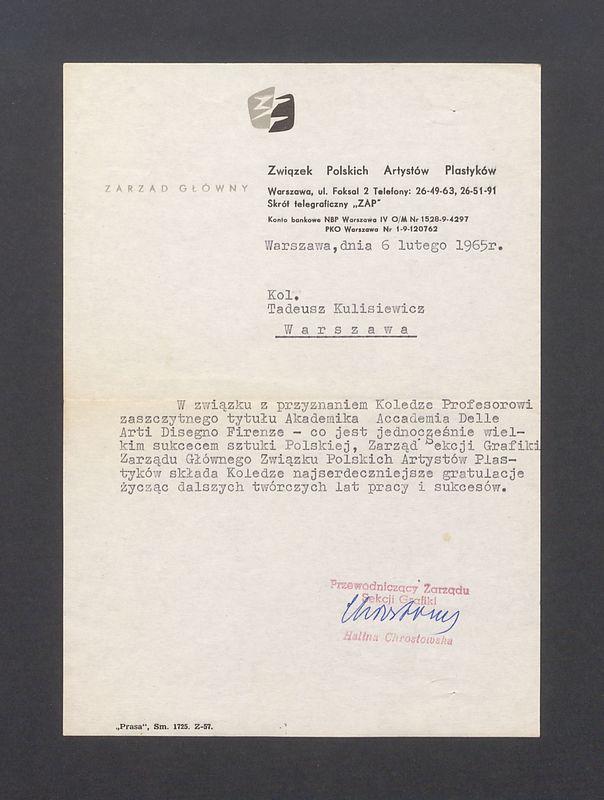 Związek Polskich Artystów Plastyków
ZARZĄD GŁÓWNY
Warszawa, ul. Foksal 2 Telefony: 26-49-63, 26-51-91
Skrót telegraficzny „ZAP”
Konto bankowe NBP Warszawa IV O/M Nr 1528-9-4297
PKO Warszawa Nr 1-9-120762
Warszawa,dnia 6 lutego 1965r.
Kol.
Tadeusz Kulisiewicz
Warszawa
W związku z przyznaniem Koledze Profesorowi
zaszczytnego tytułu Akademika Accademia Delle
Arti Disegno Firenze - co jest jednocześnie wiel-
kim sukcecem sztuki Polskiej, Zarząd Sekcji Grafiki
Zarządu Głównego Związku Polskich Artystów Plas-
tyków składa Koledze najserdeczniejsze gratulacje
życząc dalszych twórczych lat pracy i sukcesów.
Przewodniczący Zarządu
Sekcji Grafiki
Chrostowska
Halina Chrostowska
„Prasa”, Sm. 1725. Z-57.